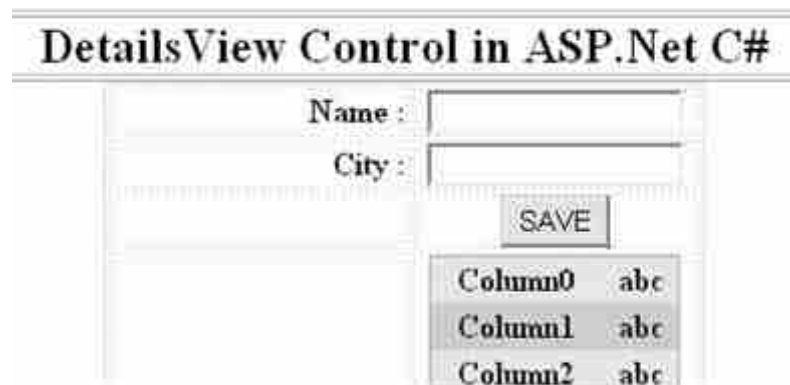 DetailsView Control in ASP.Net C#
Name :
City :
SAVE
Column0 abc
Column1 abc
Column2 abc